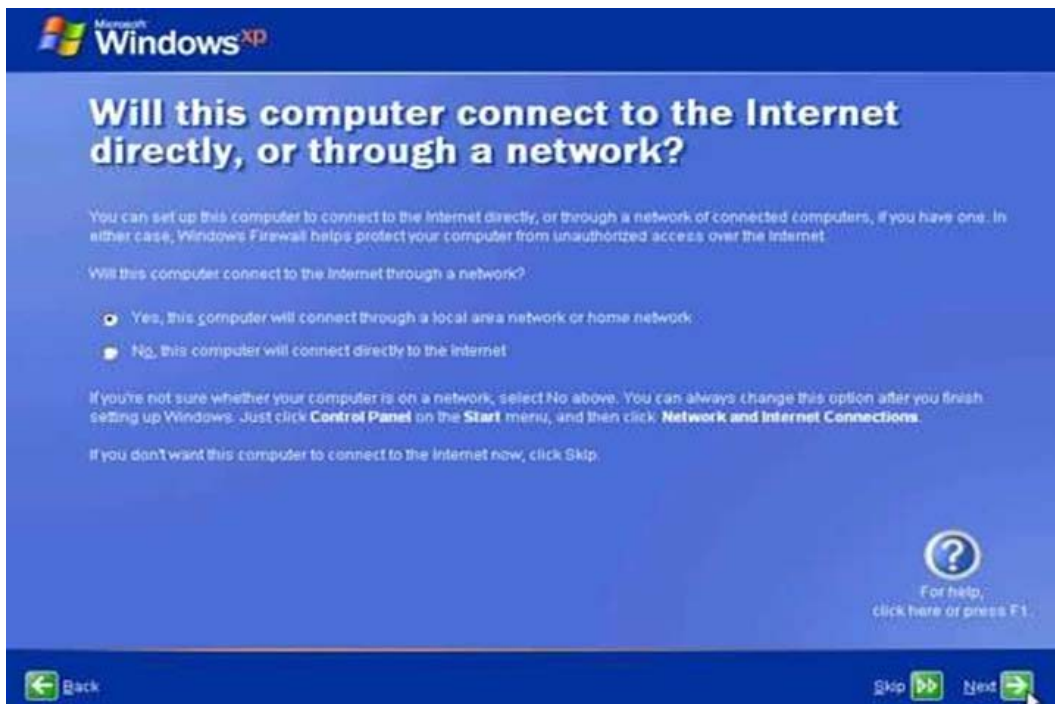 Microsoft
Windows xp
Will this computer connect to the Internet
directly, or through a network?
You can set up this computer to connect to the Internet directly, or through a network of connected computers, if you have one. In
either case, Windows Firewall helps protect your computer from unauthorized access over the Internet.
Will this computer connect to the Internet through a network?
Yes, this computer will connect through a local area network or home network
No, this computer will connect directly to the Internet
If you're not sure whether your computer is on a network, select No above. You can always change this option after you finish
setting up Windows. Just click Control Panel on the Start menu, and then click Network and Internet Connections.
If you don't want this computer to connect to the Internet now, click Skip.
For help,
click here or press F1.
Back
Skip
Next